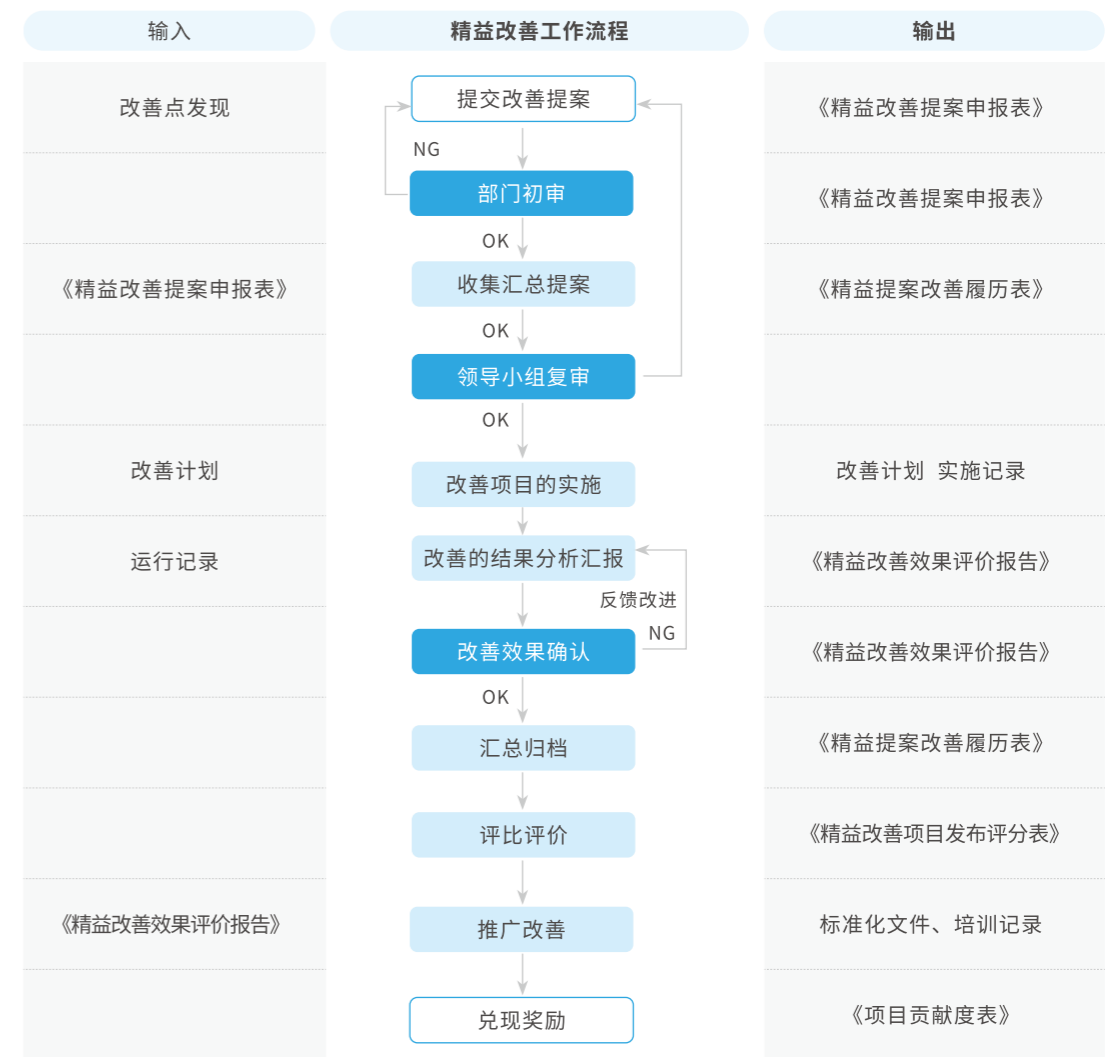 输入
精益改善工作流程
输出
改善点发现
提交改善提案
《精益改善提案申报表》
NG
部门初审
《精益改善提案申报表》
OK
《精益改善提案申报表》
收集汇总提案
《精益提案改善履历表》
OK
领导小组复审
OK
改善计划
改善项目的实施
改善计划 实施记录
运行记录
改善的结果分析汇报
《精益改善效果评价报告》
反馈改进
NG
改善效果确认
《精益改善效果评价报告》
OK
汇总归档
《精益提案改善履历表》
评比评价
《精益改善项目发布评分表》
《精益改善效果评价报告》
推广改善
标准化文件、培训记录
兑现奖励
《项目贡献度表》